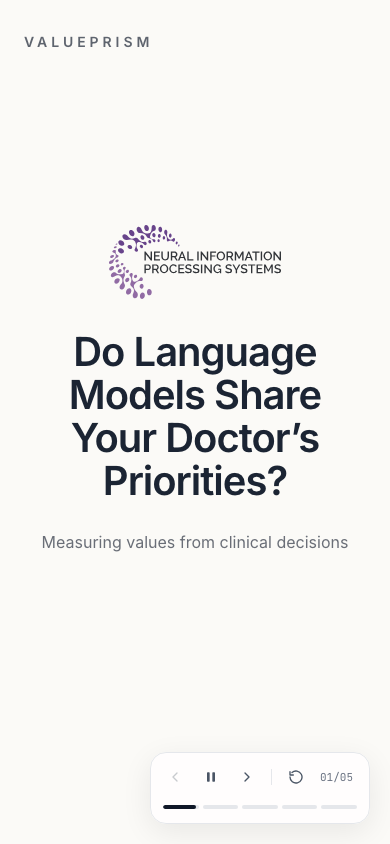 VALUEPRISM
NEURAL INFORMATION
PROCESSING SYSTEMS
Do Language
Models Share
Your Doctor’s
Priorities?
Measuring values from clinical decisions
01/05